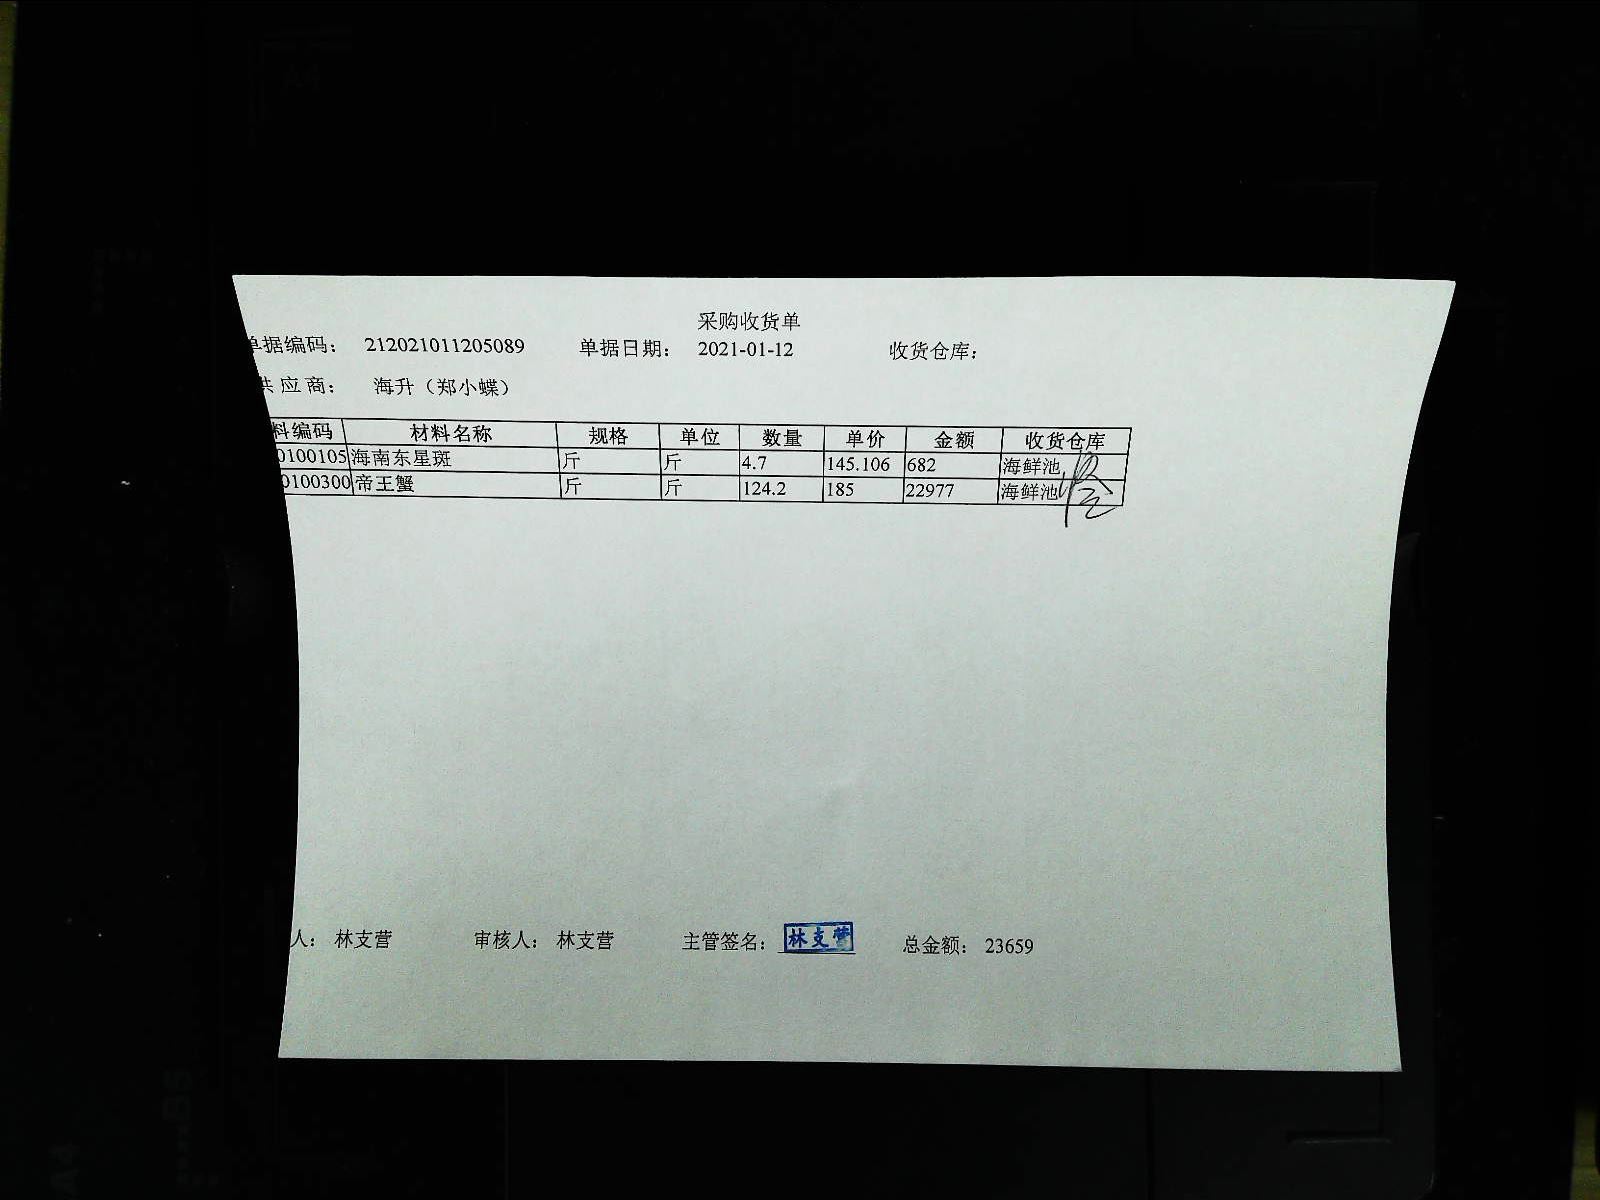 采购收货单
单据编码： 212021011205089 单据日期： 2021-01-12 收货仓库：
供应商： 海升（郑小蝶）
料编码 材料名称 规格 单位 数量 单价 金额 收货仓库
0100105 海南东星斑 斤 斤 4.7 145.106 682 海鲜池
0100300 帝王蟹 斤 斤 124.2 185 22977 海鲜池
人： 林支营 审核人： 林支营 主管签名： 林支营 总金额： 23659